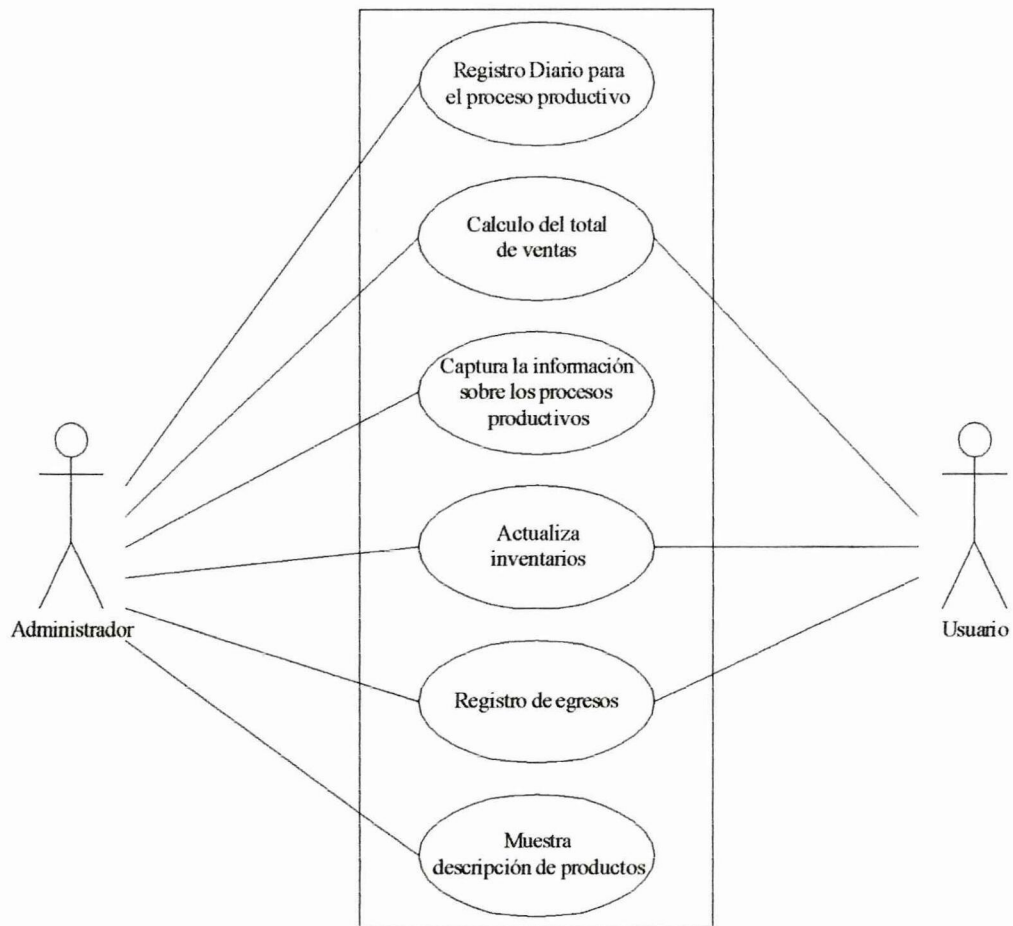 Registro Diario para
el proceso productivo
Calculo del total
de ventas
Captura la información
sobre los procesos
productivos
Actualiza
inventarios
Administrador
Usuario
Registro de egresos
Muestra
descripción de productos